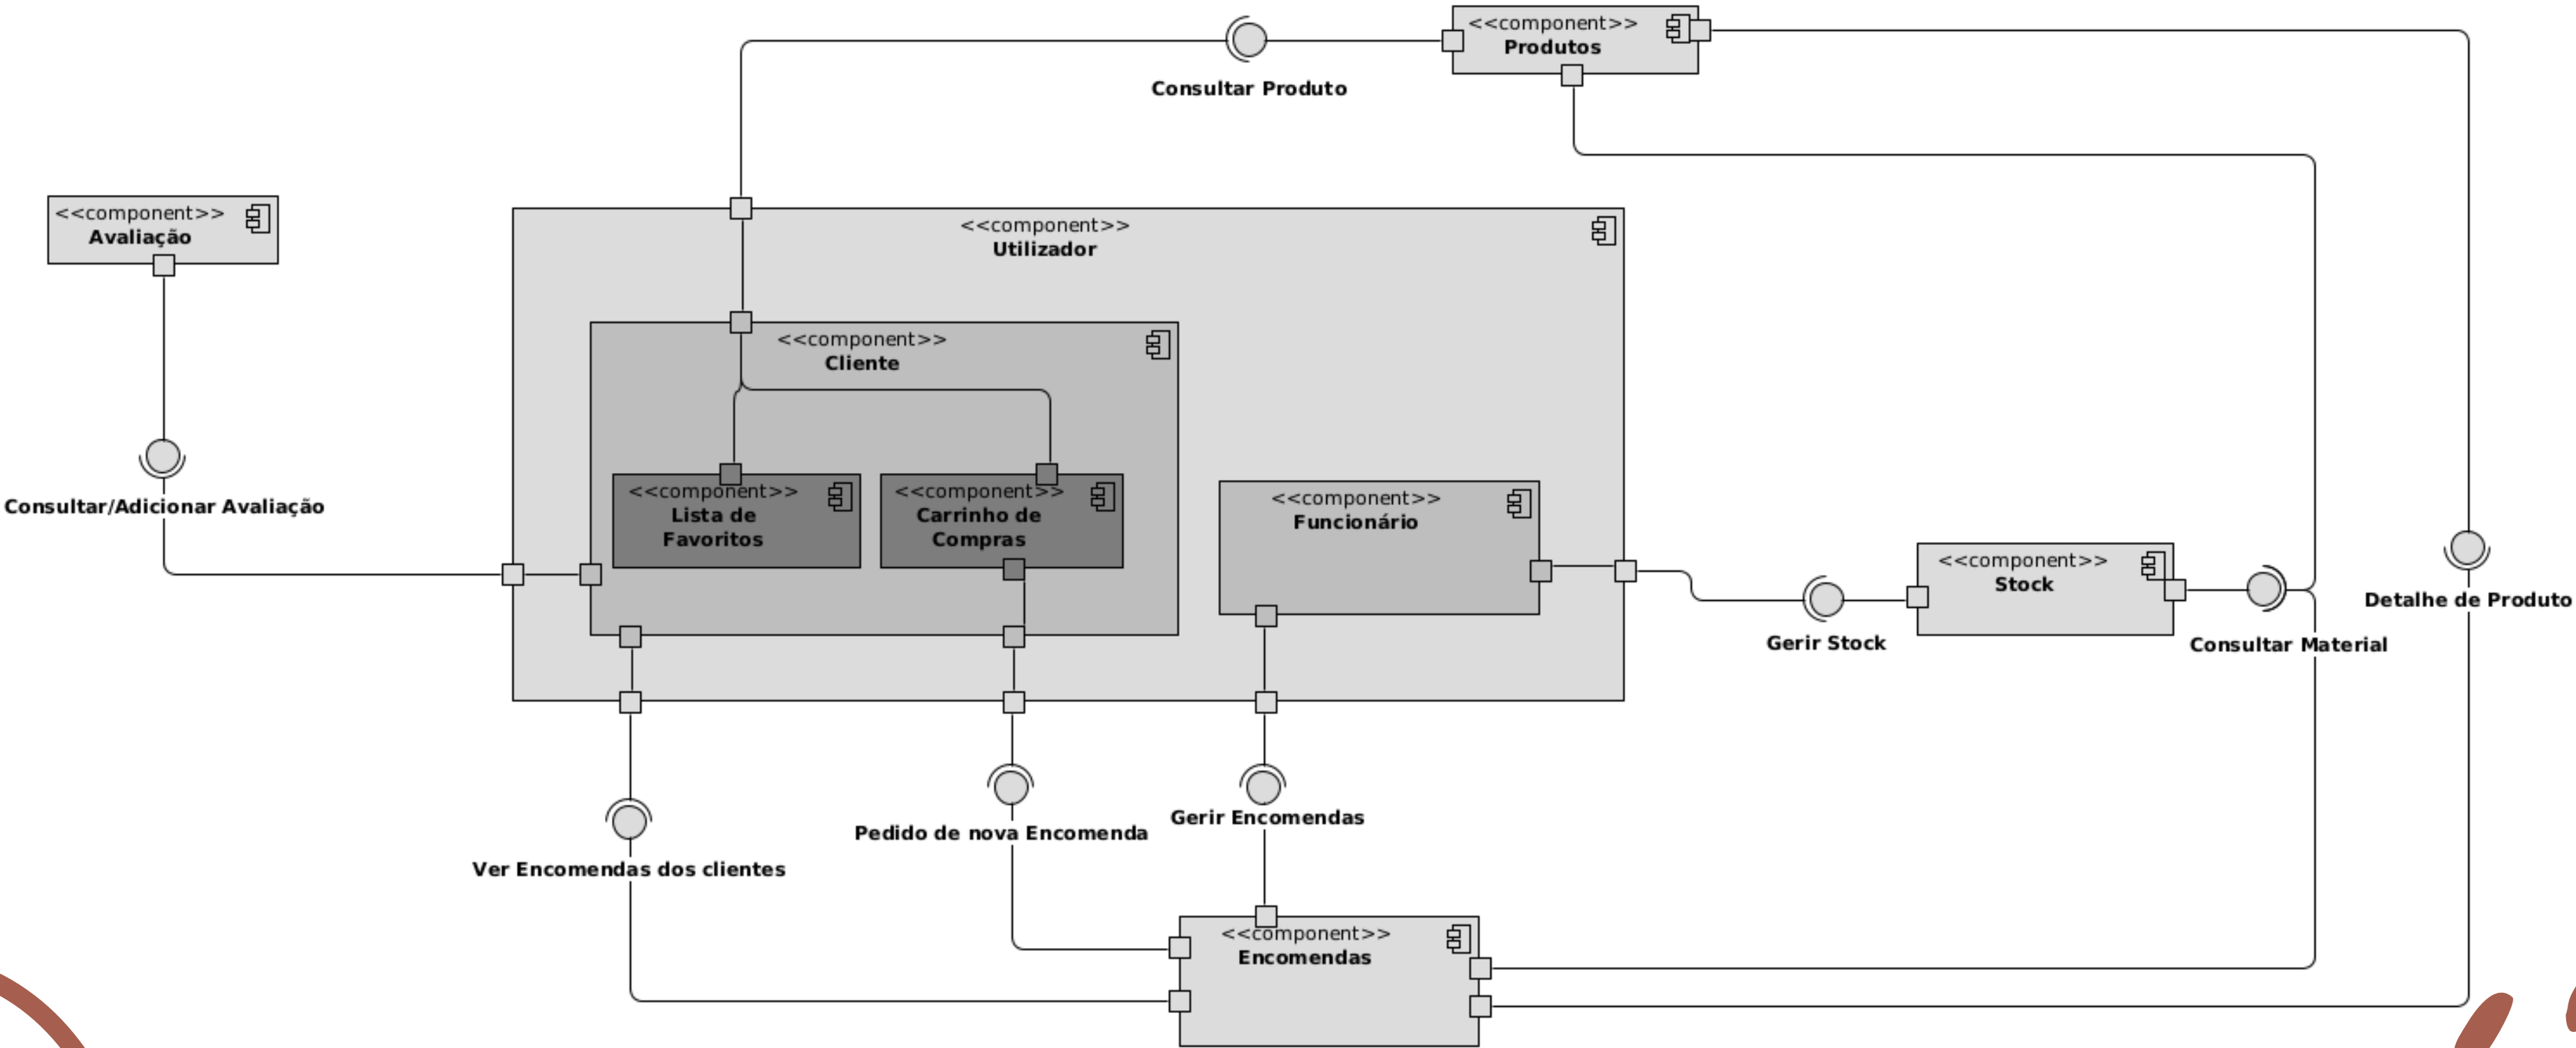 <<component>>
Produtos
Consultar Produto
<<component>>
Avaliação
<<component>>
Utilizador
<<component>>
Cliente
<<component>>
Lista de
Favoritos
<<component>>
Carrinho de
Compras
<<component>>
Funcionário
Consultar/Adicionar Avaliação
<<component>>
Stock
Detalhe de Produto
Gerir Stock
Consultar Material
Gerir Encomendas
Pedido de nova Encomenda
Ver Encomendas dos clientes
<<component>>
Encomendas